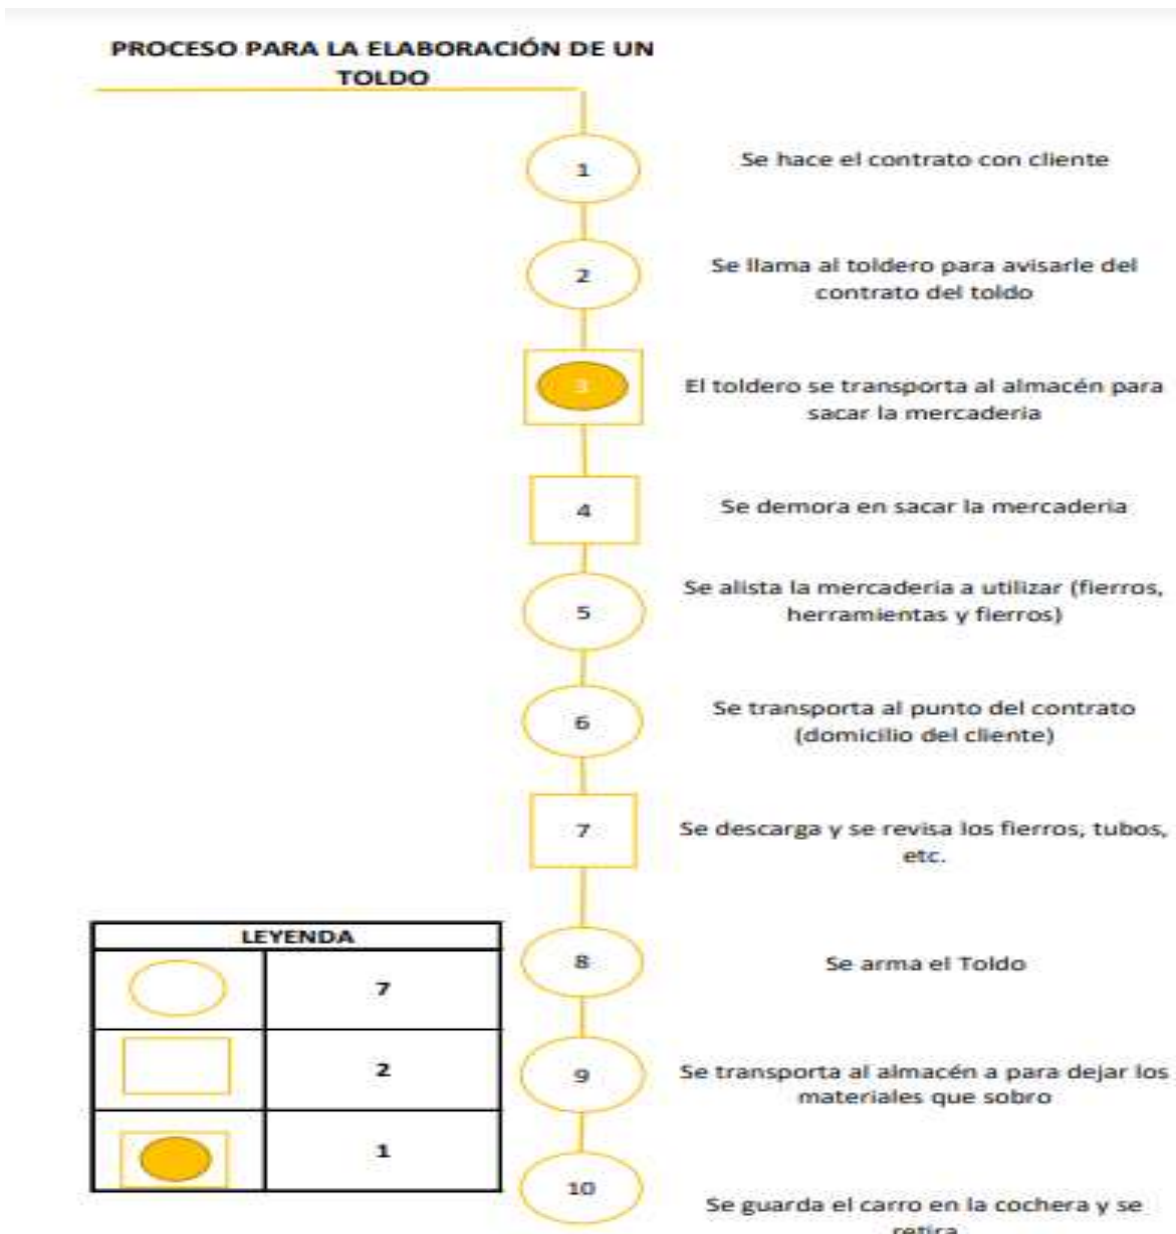 PROCESO PARA LA ELABORACIÓN DE UN
TOLDO
1
Se hace el contrato con cliente
2
Se llama al toldero para avisarle del
contrato del toldo
3
El toldero se transporta al almacén para
sacar la mercaderia
4
Se demora en sacar la mercaderia
5
Se alista la mercaderia a utilizar (fierros,
herramientas y fierros)
6
Se transporta al punto del contrato
(domicilio del cliente)
7
Se descarga y se revisa los fierros, tubos,
etc.
8
Se arma el Toldo
9
Se transporta al almacén a para dejar los
materiales que sobro
10
Se guarda el carro en la cochera y se
retira
LEYENDA
7
2
1